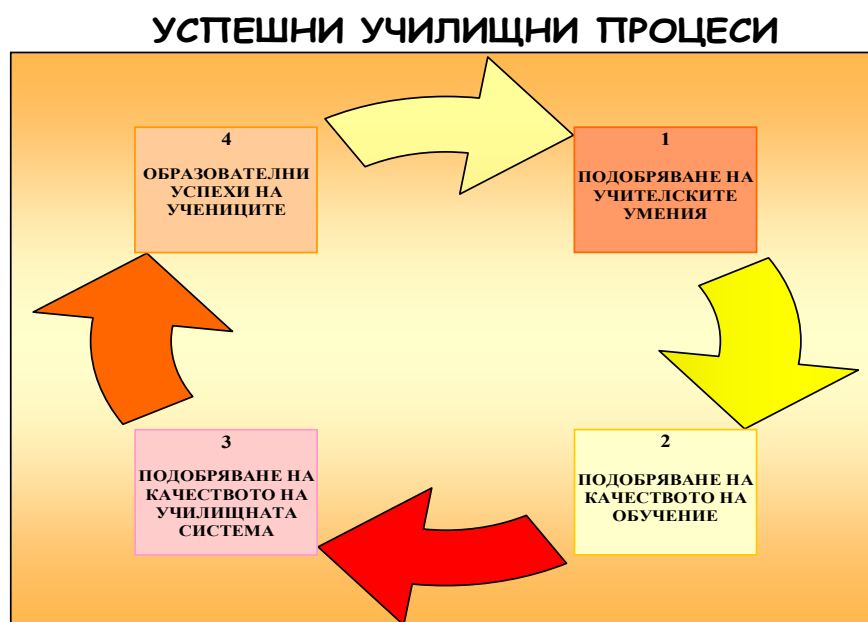 УСПЕШНИ УЧИЛИЩНИ ПРОЦЕСИ
4
ОБРАЗОВАТЕЛНИ
УСПЕХИ НА
УЧЕНИЦИТЕ
1
ПОДОБРЯВАНЕ НА
УЧИТЕЛСКИТЕ
УМЕНИЯ
3
ПОДОБРЯВАНЕ НА
КАЧЕСТВОТО НА
УЧИЛИЩНАТА
СИСТЕМА
2
ПОДОБРЯВАНЕ НА
КАЧЕСТВОТО НА
ОБУЧЕНИЕ